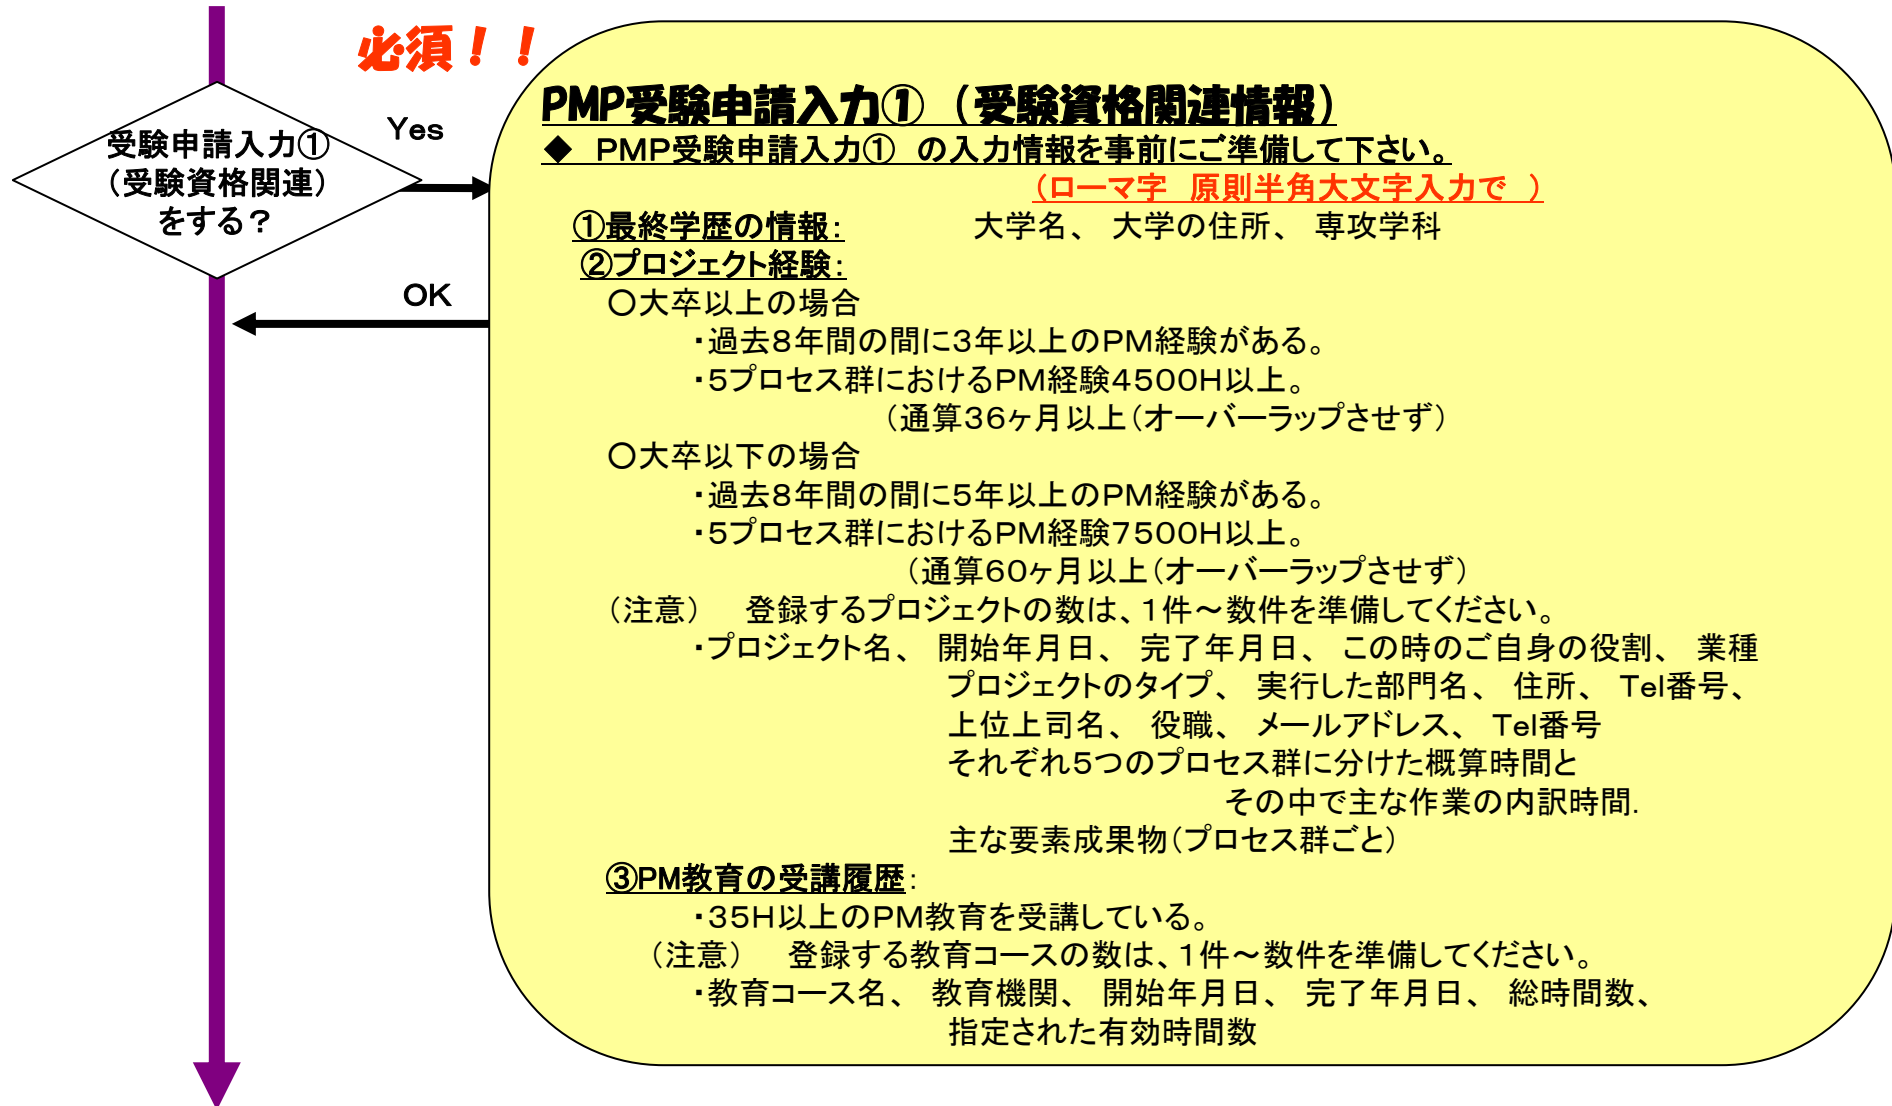 必須！！
受験申請入力①
（受験資格関連）
をする？
Yes
OK
PMP受験申請入力①（受験資格関連情報）
◆　ＰＭＰ受験申請入力①　の入力情報を事前にご準備して下さい。
（ローマ字　原則半角大文字入力で　）
①最終学歴の情報：　大学名、 大学の住所、 専攻学科
②プロジェクト経験：
○大卒以上の場合
・過去８年間の間に３年以上のＰＭ経験がある。
・５プロセス群におけるＰＭ経験４５００Ｈ以上。
（通算３６ヶ月以上（オーバーラップさせず）
○大卒以下の場合
・過去８年間の間に５年以上のＰＭ経験がある。
・５プロセス群におけるＰＭ経験７５００Ｈ以上。
（通算６０ヶ月以上（オーバーラップさせず）
（注意）　登録するプロジェクトの数は、１件～数件を準備してください。
・プロジェクト名、 開始年月日、 完了年月日、 この時のご自身の役割、 業種
プロジェクトのタイプ、 実行した部門名、 住所、 Ｔｅｌ番号、
上位上司名、 役職、 メールアドレス、 Ｔｅｌ番号
それぞれ５つのプロセス群に分けた概算時間と
その中で主な作業の内訳時間.
主な要素成果物（プロセス群ごと）
③PM教育の受講履歴：
・３５Ｈ以上のＰＭ教育を受講している。
（注意）　登録する教育コースの数は、１件～数件を準備してください。
・教育コース名、 教育機関、 開始年月日、 完了年月日、 総時間数、
指定された有効時間数